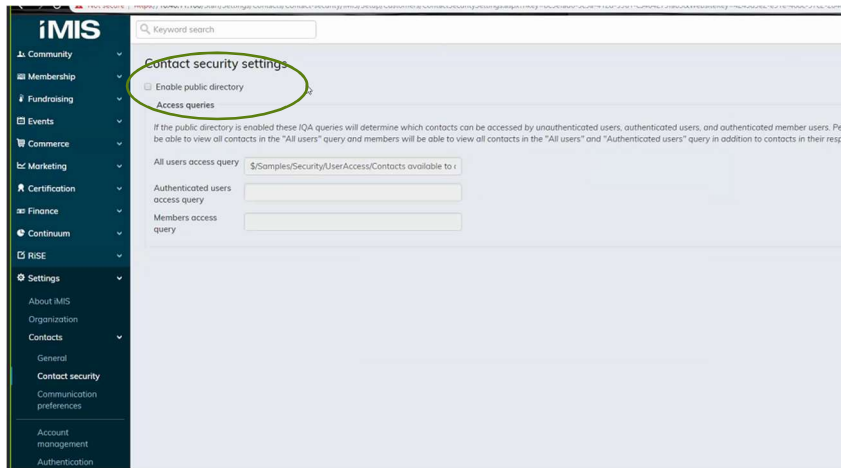 iMIS
Keyword search
Community
Membership
Fundraising
Events
Commerce
Marketing
Certification
Finance
Continuum
RiSE
Settings
About iMIS
Organization
Contacts
General
Contact security
Communication
preferences
Account
management
Authentication
Contact security settings
Enable public directory
Access queries
If the public directory is enabled these IQA queries will determine which contacts can be accessed by unauthenticated users, authenticated users, and authenticated member users. Pe
be able to view all contacts in the "All users" query and members will be able to view all contacts in the "All users" and "Authenticated users" query in addition to contacts in their resp
All users access query
$/Samples/Security/UserAccess/Contacts available to
Authenticated users
access query
Members access
query